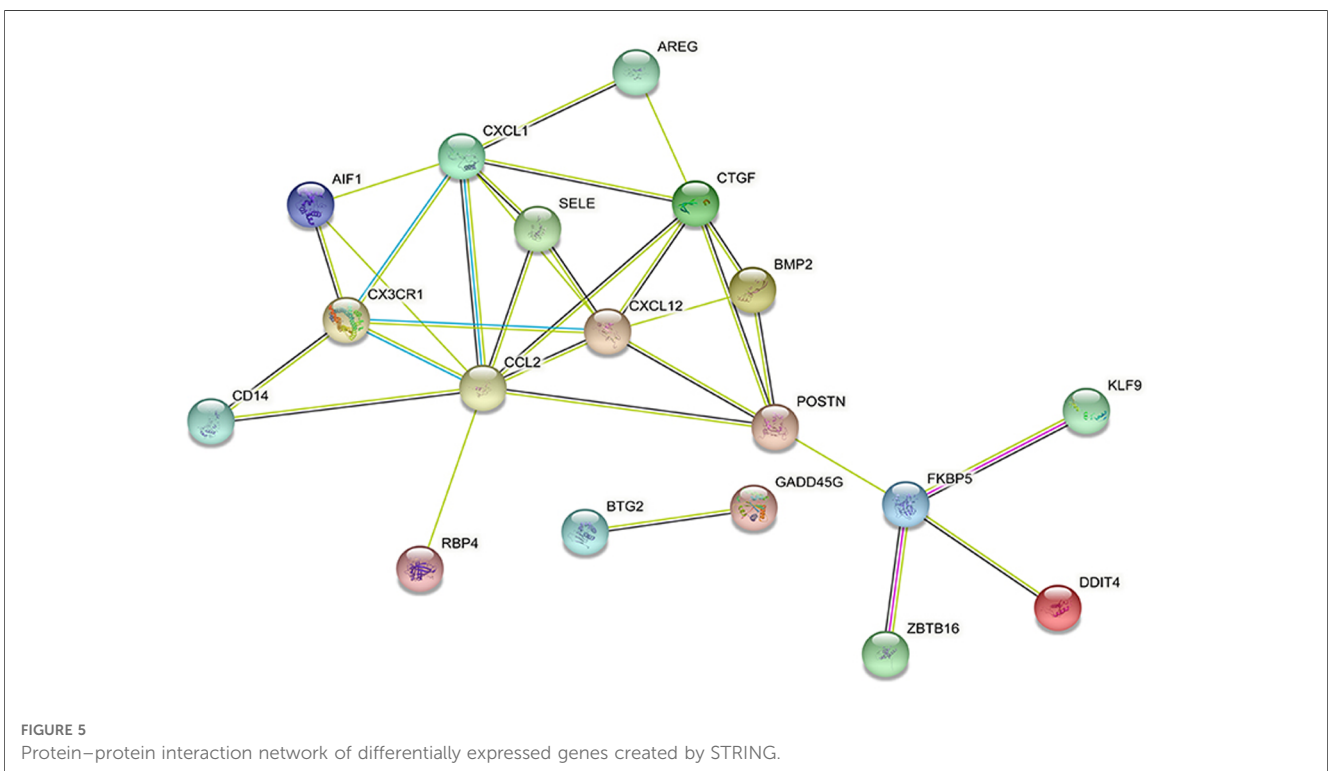 AREG
CXCL1
AIF1
CTGF
SELE
BMP2
CX3CR1
CXCL12
CCL2
KLF9
CD14
POSTN
FKBP5
GADD45G
BTG2
RBP4
DDIT4
ZBTB16
FIGURE 5
Protein–protein interaction network of differentially expressed genes created by STRING.